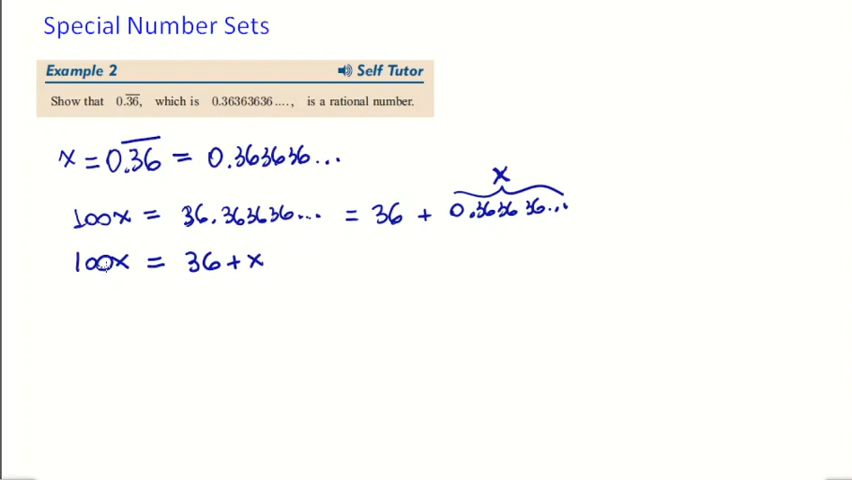 Special Number Sets
Example 2 Self Tutor
Show that 0.3̅6̅, which is 0.36363636...., is a rational number.
x = 0.3̅6̅ = 0.363636...
x
100x = 36.363636... = 36 + 0.363636...
100x = 36 + x